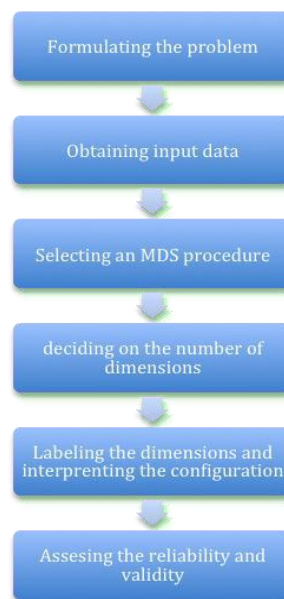 Formulating the problem
Obtaining input data
Selecting an MDS procedure
deciding on the number of
dimensions
Labeling the dimensions and
interprenting the configuration
Assesing the reliability and
validity